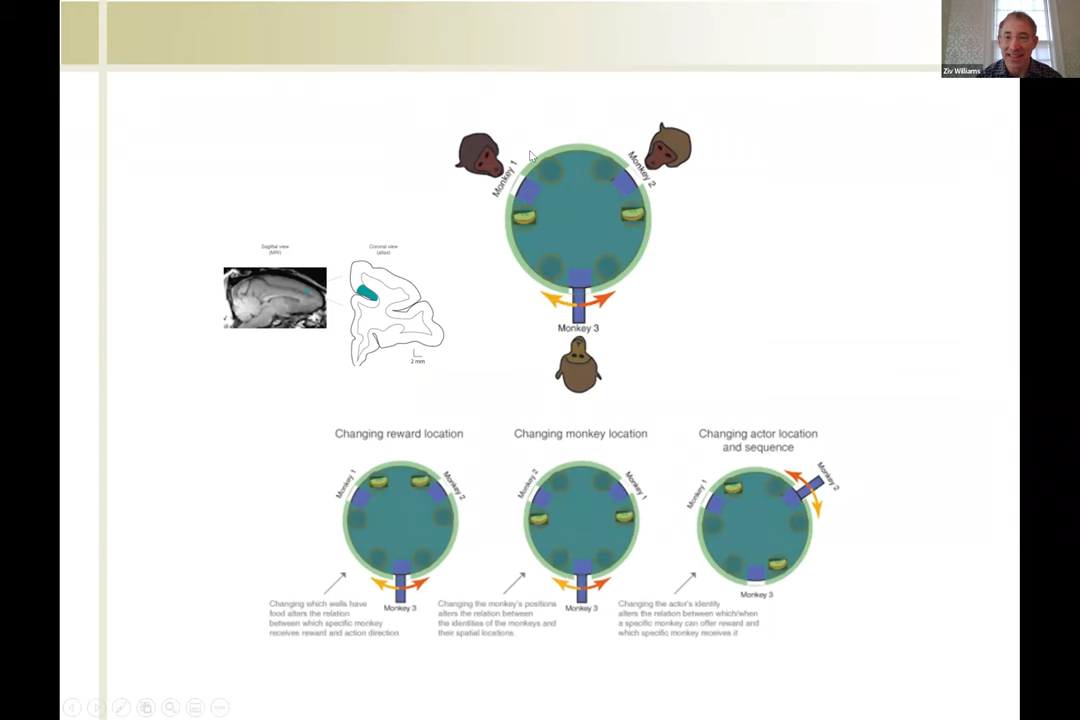 Ziv Williams
Monkey 1
Monkey 2
Sagittal view
(MRI)
Coronal view
(atlas)
2 mm
Monkey 3
Changing reward location
Changing monkey location
Changing actor location
and sequence
Monkey 1
Monkey 2
Monkey 3
Monkey 2
Monkey 1
Monkey 3
Monkey 1
Monkey 2
Monkey 3
Changing which wells have
food alters the relation
between which specific monkey
receives reward and action direction
Changing the monkey's positions
alters the relation between
the identities of the monkeys and
their spatial locations.
Changing the actor's identity
alters the relation between which/when
a specific monkey can offer reward and
which specific monkey receives it